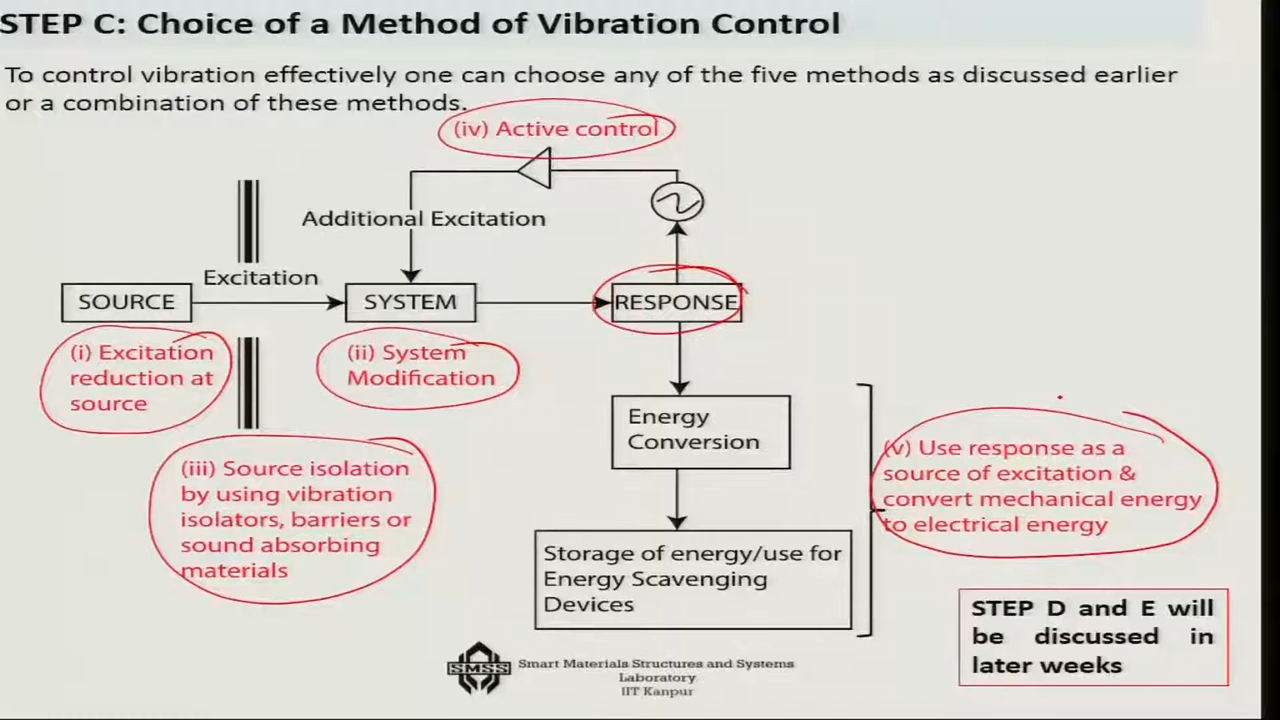 STEP C: Choice of a Method of Vibration Control
To control vibration effectively one can choose any of the five methods as discussed earlier
or a combination of these methods.
(iv) Active control
Additional Excitation
Excitation
SOURCE
SYSTEM
RESPONSE
(i) Excitation
reduction at
source
(ii) System
Modification
(iii) Source isolation
by using vibration
isolators, barriers or
sound absorbing
materials
Energy
Conversion
(v) Use response as a
source of excitation &
convert mechanical energy
to electrical energy
Storage of energy/use for
Energy Scavenging
Devices
STEP D and E will
be discussed in
later weeks
SMSS
Smart Materials Structures and Systems
Laboratory
IIT Kanpur